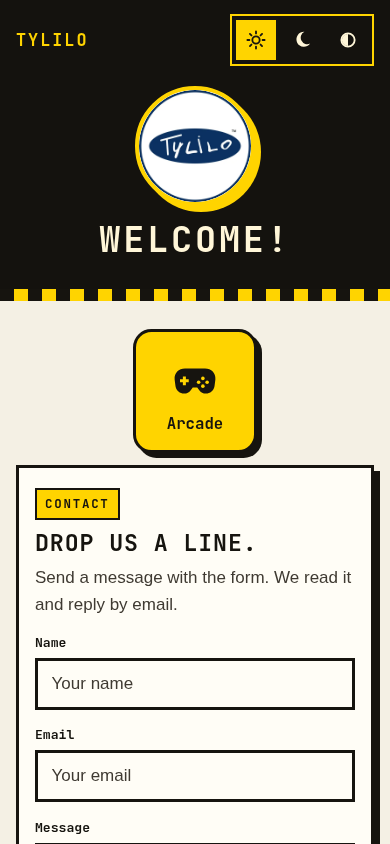 TYLILO
TYLILO
™
WELCOME!
Arcade
CONTACT
DROP US A LINE.
Send a message with the form. We read it
and reply by email.
Name
Your name
Email
Your email
Message